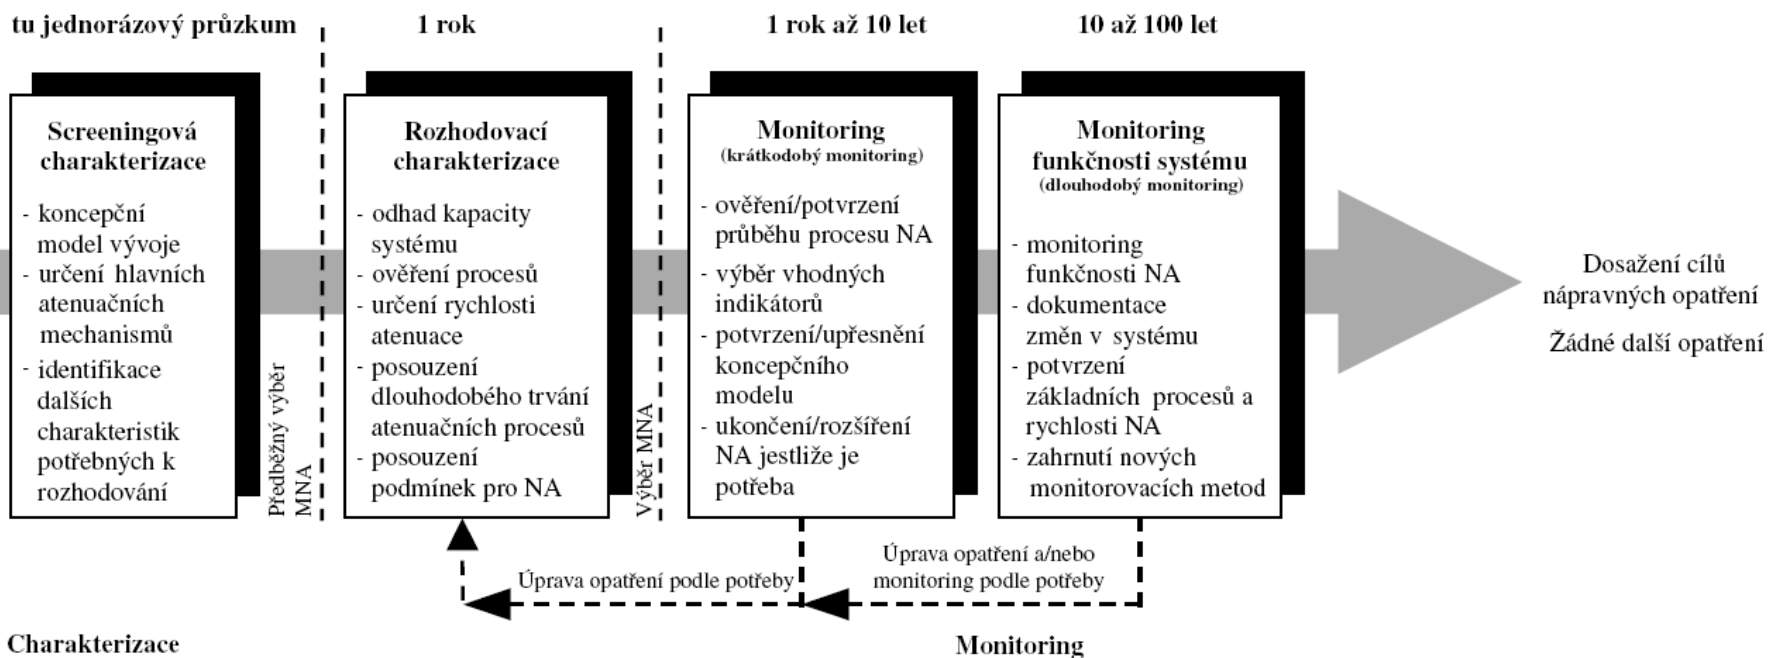 tu jednorázový průzkum
1 rok
1 rok až 10 let
10 až 100 let
Screeningová
charakterizace
- koncepční
model vývoje
- určení hlavních
atenuačních
mechanismů
- identifikace
dalších
charakteristik
potřebných k
rozhodování
Předběžný výběr
MNA
Rozhodovací
charakterizace
- odhad kapacity
systému
- ověření procesů
- určení rychlosti
atenuace
- posouzení
dlouhodobého trvání
atenuačních procesů
- posouzení
podmínek pro NA
Výběr MNA
Monitoring
(krátkodobý monitoring)
- ověření/potvrzení
průběhu procesu NA
- výběr vhodných
indikátorů
- potvrzení/upřesnění
koncepčního
modelu
- ukončení/rozšíření
NA jestliže je
potřeba
Monitoring
funkčnosti systému
(dlouhodobý monitoring)
- monitoring
funkčnosti NA
- dokumentace
změn v systému
- potvrzení
základních procesů a
rychlosti NA
- zahrnutí nových
monitorovacích metod
Dosažení cílů
nápravných opatření
Žádné další opatření
Úprava opatření podle potřeby
Úprava opatření a/nebo
monitoring podle potřeby
Charakterizace
Monitoring